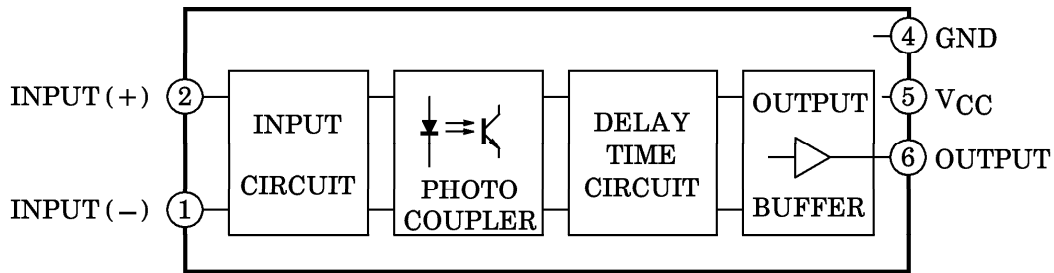 INPUT(+) 2
INPUT(−) 1
INPUT
CIRCUIT
PHOTO
COUPLER
DELAY
TIME
CIRCUIT
OUTPUT
BUFFER
4 GND
5 VCC
6 OUTPUT